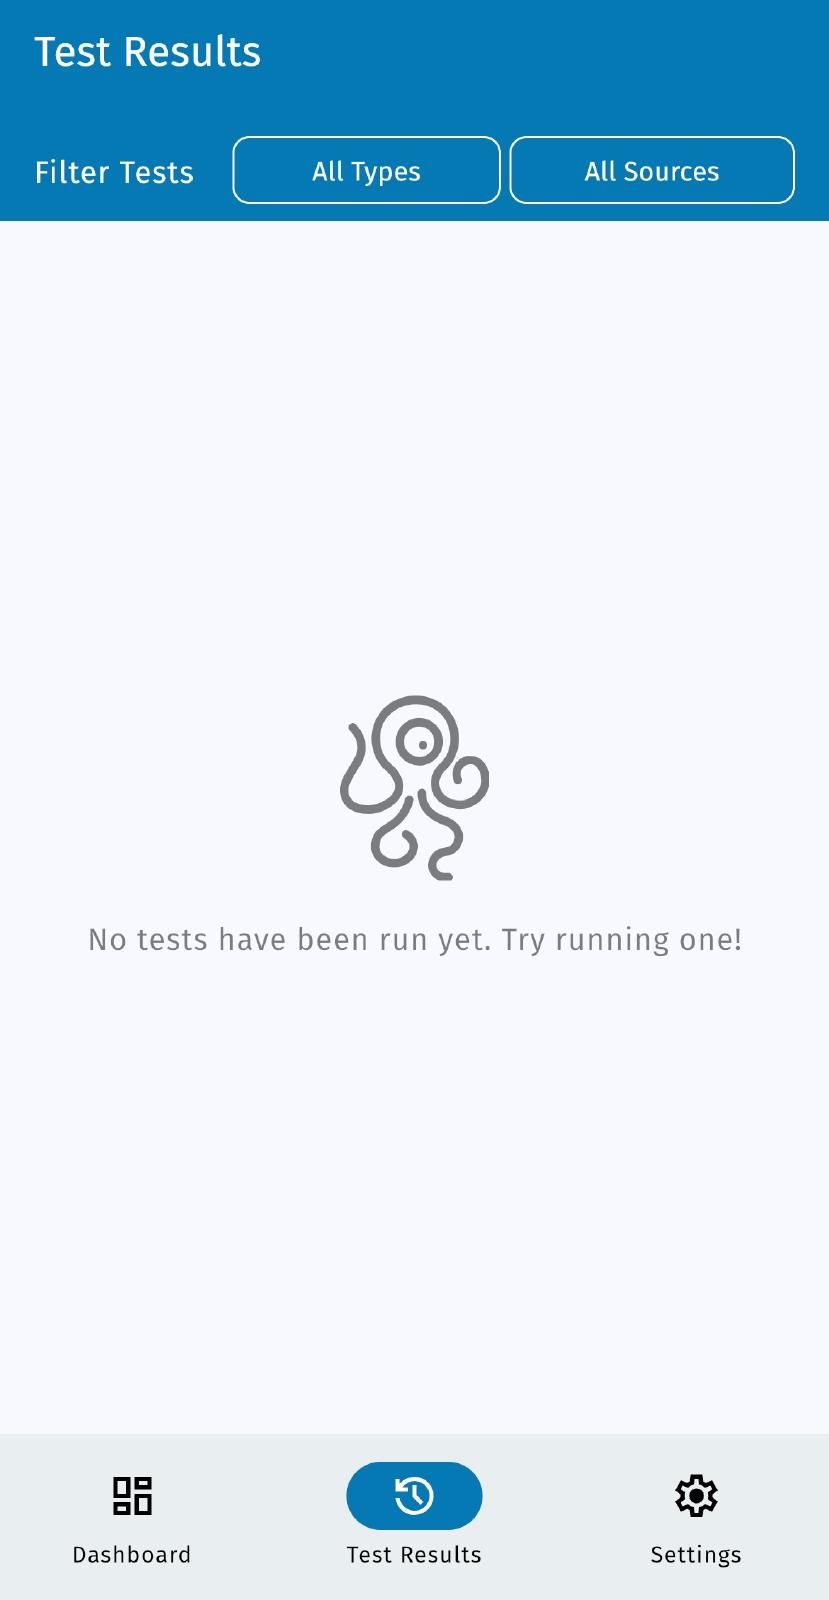 Test Results
Filter Tests
All Types
All Sources
No tests have been run yet. Try running one!
Dashboard
Test Results
Settings